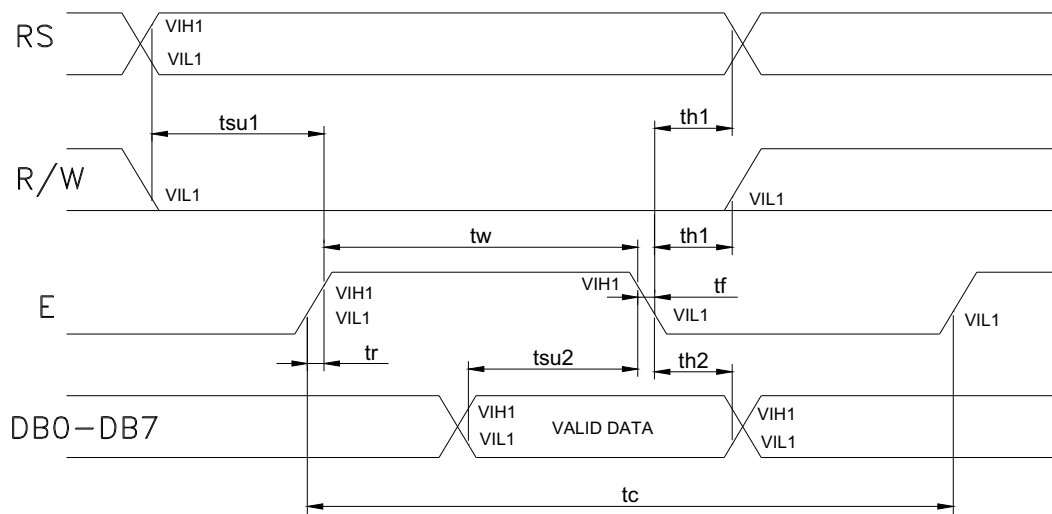 RS
VIH1
VIL1
tsu1
th1
R/W
VIL1
VIL1
tw
th1
E
VIH1
VIL1
VIH1
tf
VIL1
VIL1
tr
tsu2
th2
DB0-DB7
VIH1
VIL1
VALID DATA
VIH1
VIL1
tc